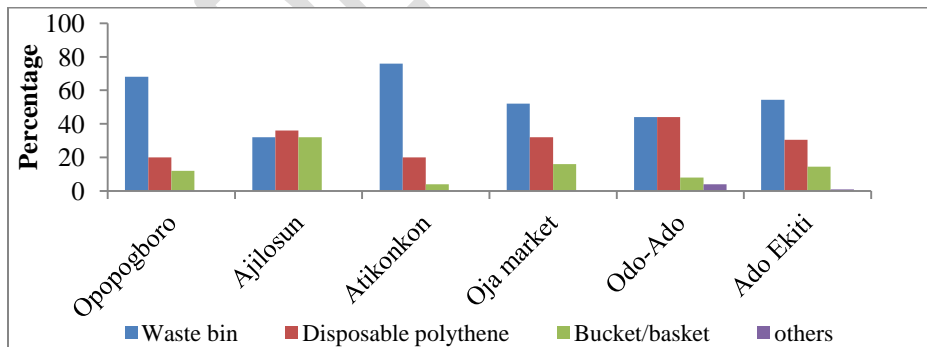 Percentage
100
80
60
40
20
0
Opopogboro
Ajilosun
Atikonkon
Oja market
Odo-Ado
Ado Ekiti
Waste bin Disposable polythene Bucket/basket others